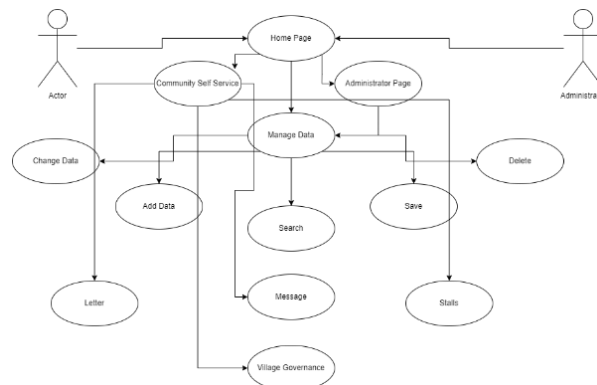 Home Page
Community Self Service
Administrator Page
Actor
Administra
Manage Data
Change Data
Delete
Add Data
Save
Search
Letter
Message
Stalls
Village Governance